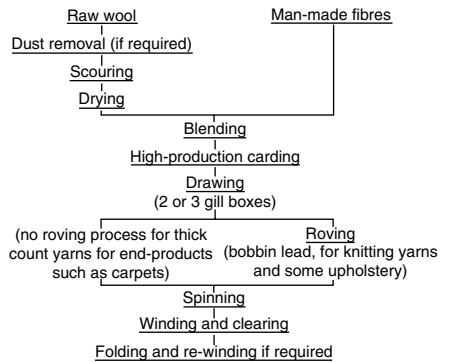 Raw wool
Man-made fibres
Dust removal (if required)
Scouring
Drying
Blending
High-production carding
Drawing
(2 or 3 gill boxes)
(no roving process for thick
count yarns for end-products
such as carpets)
Roving
(bobbin lead, for knitting yarns
and some upholstery)
Spinning
Winding and clearing
Folding and re-winding if required